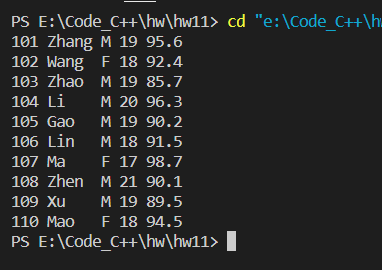 PS E:\Code_C++\hw\hw11> cd "e:\Code_C++\h
101 Zhang M 19 95.6
102 Wang  F 18 92.4
103 Zhao  M 19 85.7
104 Li    M 20 96.3
105 Gao   M 19 90.2
106 Lin   M 18 91.5
107 Ma    F 17 98.7
108 Zhen  M 21 90.1
109 Xu    M 19 89.5
110 Mao   F 18 94.5
PS E:\Code_C++\hw\hw11>